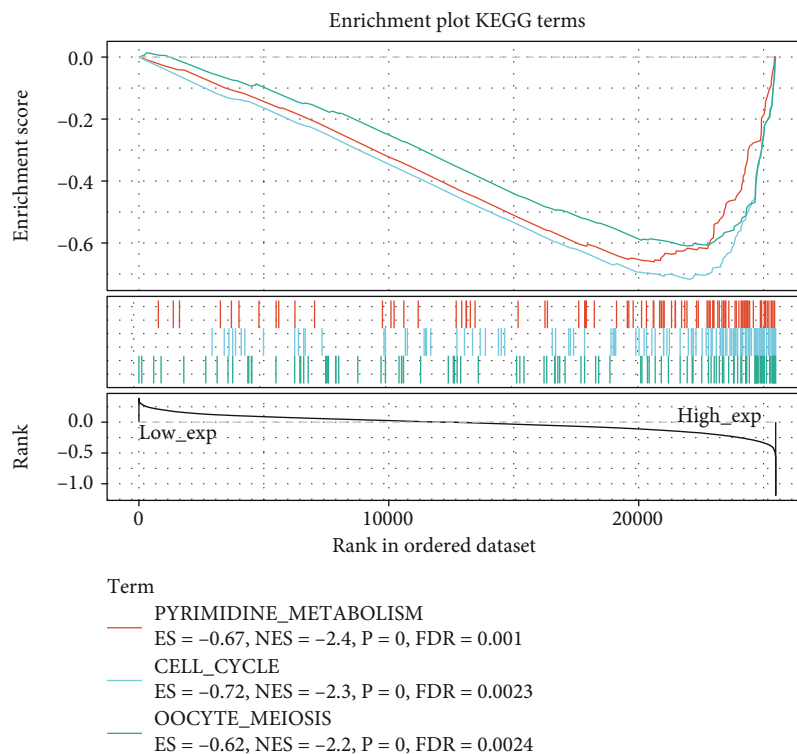 Enrichment plot KEGG terms
Enrichment score
0.0
−0.2
−0.4
−0.6
Rank
0.0
−0.5
−1.0
Low_exp
High_exp
0
10000
20000
Rank in ordered dataset
Term
PYRIMIDINE_METABOLISM
ES = −0.67, NES = −2.4, P = 0, FDR = 0.001
CELL_CYCLE
ES = −0.72, NES = −2.3, P = 0, FDR = 0.0023
OOCYTE_MEIOSIS
ES = −0.62, NES = −2.2, P = 0, FDR = 0.0024